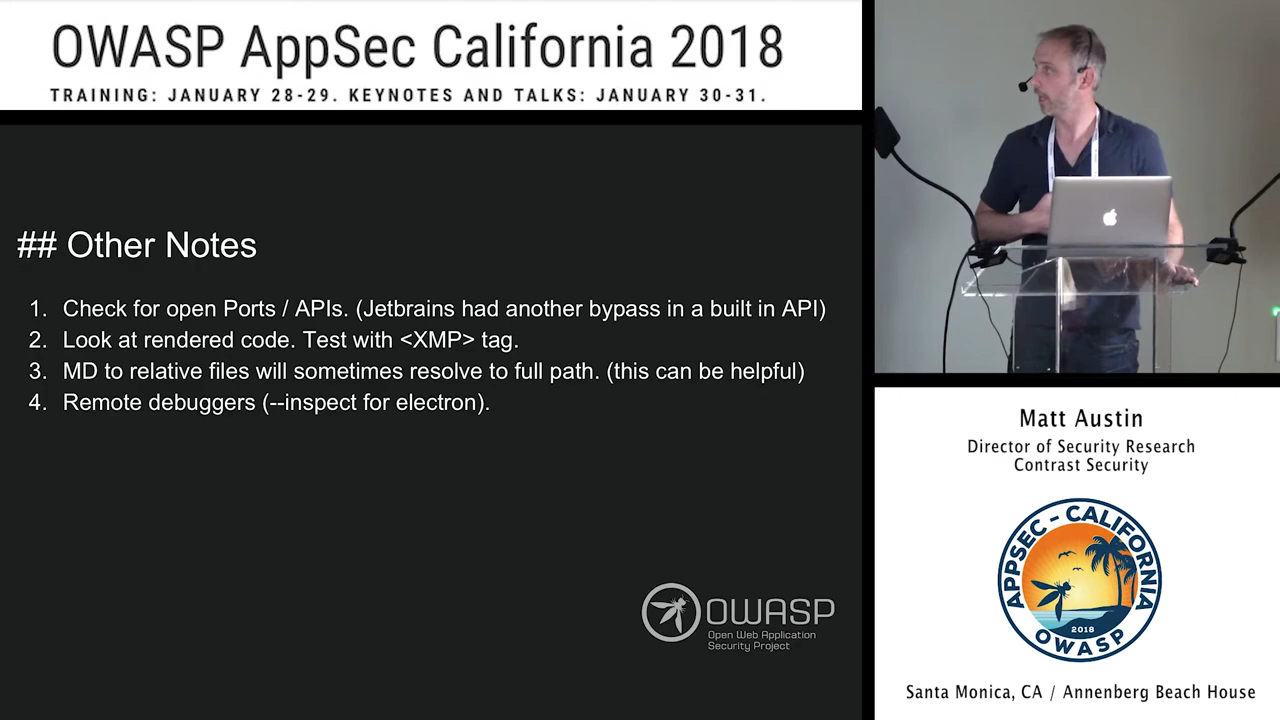 OWASP AppSec California 2018
TRAINING: JANUARY 28-29. KEYNOTES AND TALKS: JANUARY 30-31.
## Other Notes
1. Check for open Ports / APIs. (Jetbrains had another bypass in a built in API)
2. Look at rendered code. Test with <XMP> tag.
3. MD to relative files will sometimes resolve to full path. (this can be helpful)
4. Remote debuggers (--inspect for electron).
OWASP
Open Web Application
Security Project
Matt Austin
Director of Security Research
Contrast Security
APPSEC - CALIFORNIA
2018
OWASP
Santa Monica, CA / Annenberg Beach House